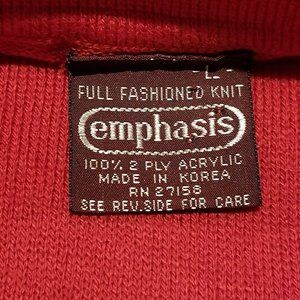 L
FULL FASHIONED KNIT
emphasis
100% 2 PLY ACRYLIC
MADE IN KOREA
RN 27158
SEE REV.SIDE FOR CARE